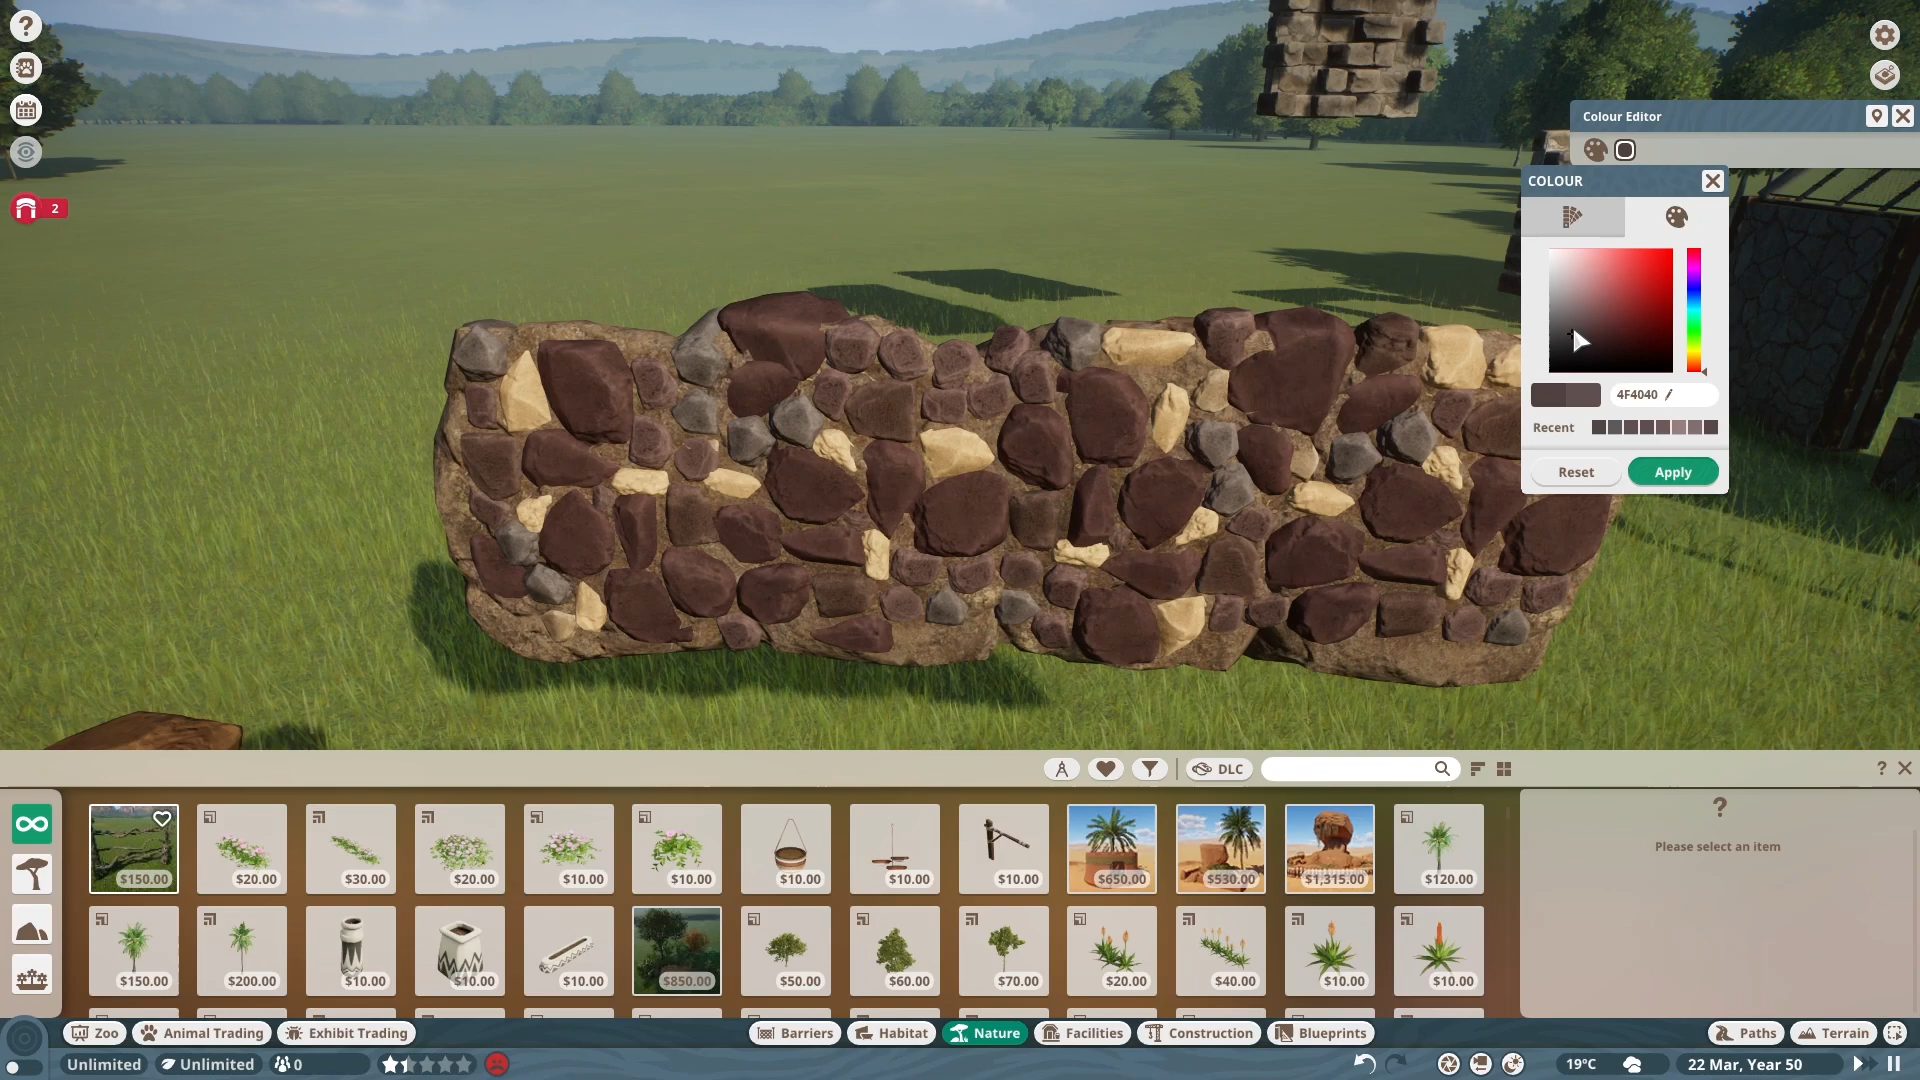 ?
2
Colour Editor
COLOUR
4F4040
Recent
Reset
Apply
DLC
?
$150.00
$20.00
$30.00
$20.00
$10.00
$10.00
$10.00
$10.00
$10.00
$650.00
$530.00
$1,315.00
$120.00
?
Please select an item
$150.00
$200.00
$10.00
$10.00
$10.00
$850.00
$50.00
$60.00
$70.00
$20.00
$40.00
$10.00
$10.00
Zoo
Animal Trading
Exhibit Trading
Barriers
Habitat
Nature
Facilities
Construction
Blueprints
Paths
Terrain
Unlimited
Unlimited
0
19°C
22 Mar, Year 50